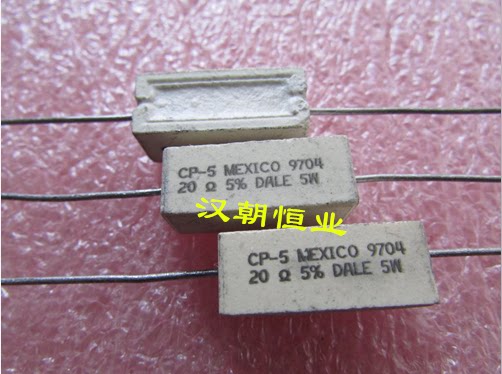 CP-5 MEXICO 9704
20 Ω 5% DALE 5W
汉朝恒业
CP-5 MEXICO 9704
20 Ω 5% DALE 5W